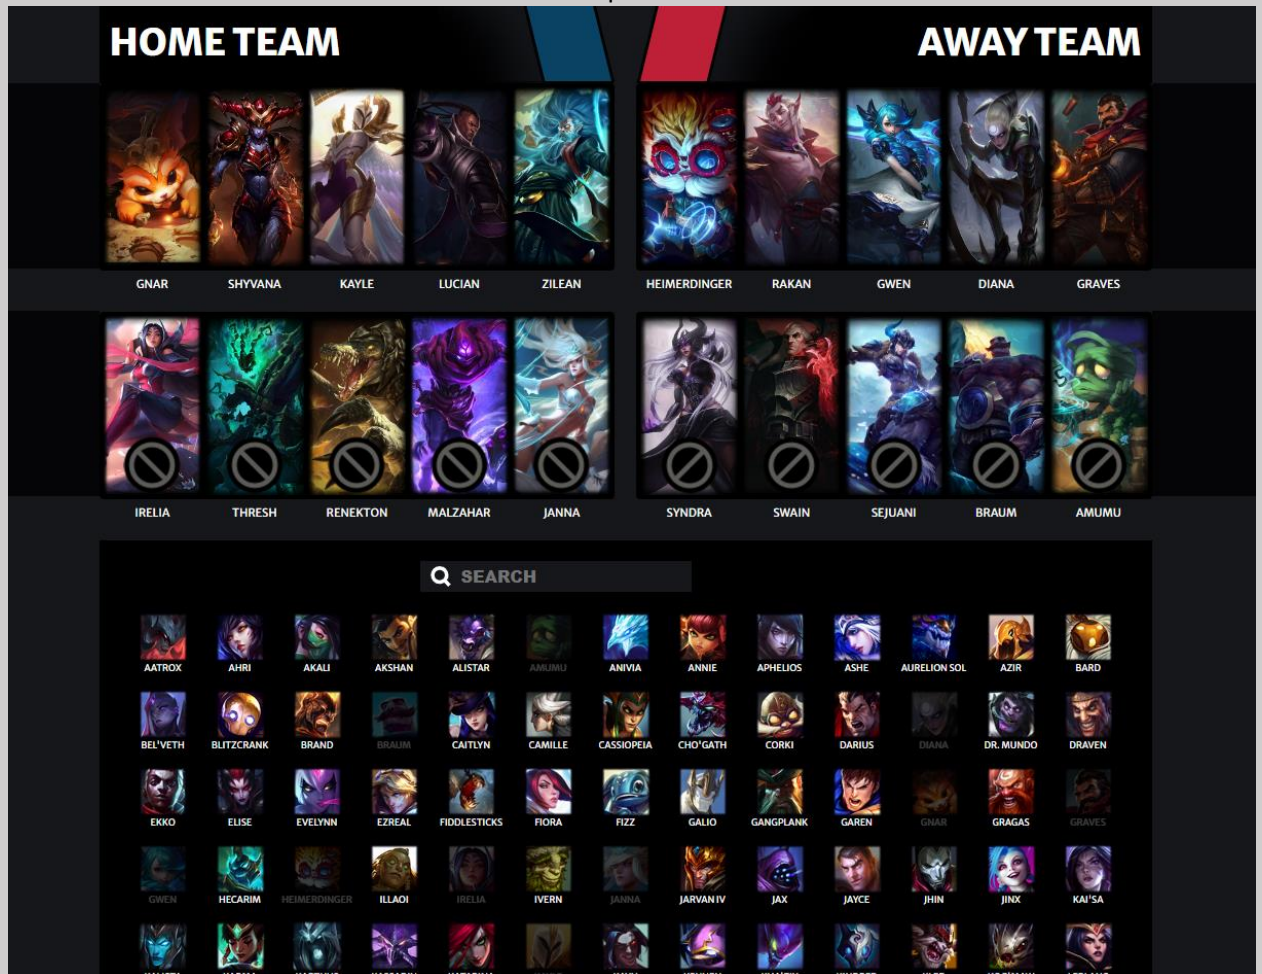 HOME TEAM
AWAY TEAM
GNAR SHYVANA KAYLE LUCIAN ZILEAN HEIMERDINGER RAKAN GWEN DIANA GRAVES
IRELIA THRESH RENEKTON MALZAHAR JANNA SYNDRA SWAIN SEJUANI BRAUM AMUMU
SEARCH
AATROX AHRI AKALI AKSHAN ALISTAR AMUMU ANIVIA ANNIE APHELIOS ASHE AURELION SOL AZIR BARD
BEL'VETH BLITZCRANK BRAND BRAUM CAITLYN CAMILLE CASSIOPEIA CHO'GATH CORKI DARIUS DIANA DR. MUNDO DRAVEN
EKKO ELISE EVELYNN EZREAL FIDDLESTICKS FIORA FIZZ GALIO GANGPLANK GAREN GNAR GRAGAS GRAVES
GWEN HECARIM HEIMERDINGER ILLAOI IRELIA IVERN JANNA JARVAN IV JAX JAYCE JHIN JINX KAI'SA